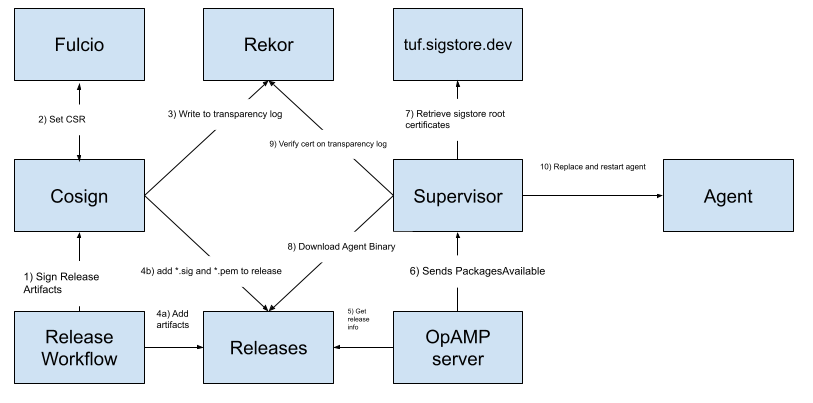 Fulcio
Rekor
tuf.sigstore.dev
2) Set CSR
3) Write to transparency log
7) Retrieve sigstore root
certificates
9) Verify cert on transparency log
10) Replace and restart agent
Cosign
Supervisor
Agent
8) Download Agent Binary
1) Sign Release
Artifacts
4b) add *.sig and *.pem to release
6) Sends PackagesAvailable
4a) Add
artifacts
5) Get
release
info
Release
Workflow
Releases
OpAMP
server